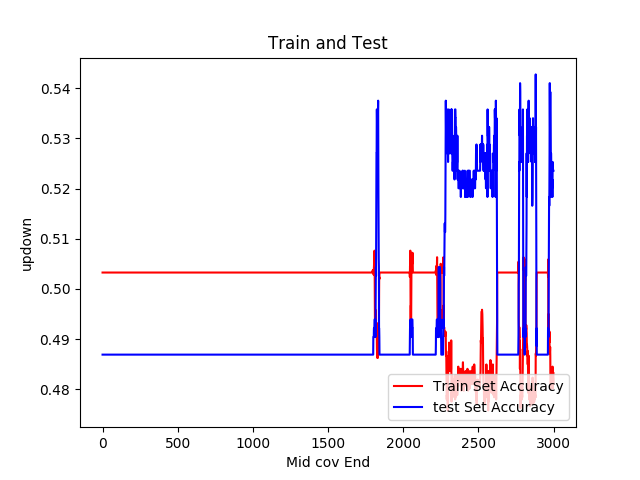 Train and Test
0.54
0.53
0.52
0.51
0.50
0.49
0.48
updown
Train Set Accuracy
test Set Accuracy
0 500 1000 1500 2000 2500 3000
Mid cov End